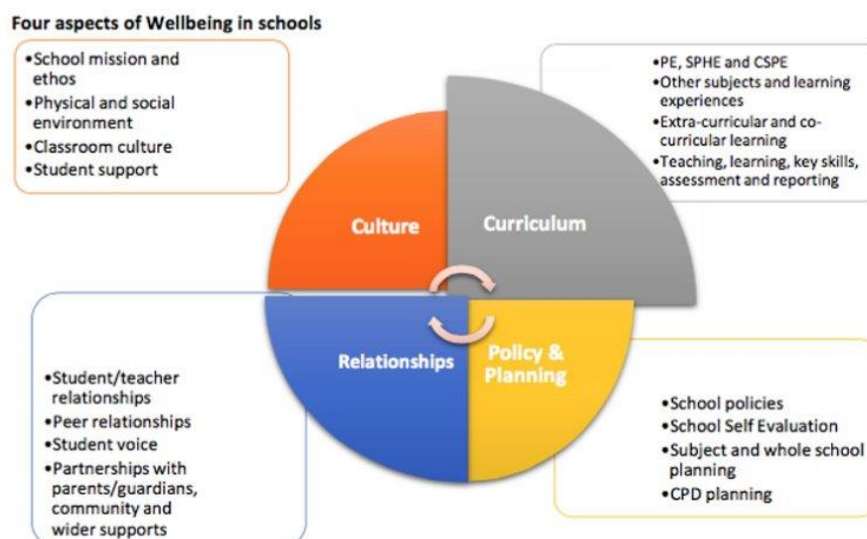 Four aspects of Wellbeing in schools
•School mission and
ethos
•Physical and social
environment
•Classroom culture
•Student support
•PE, SPHE and CSPE
•Other subjects and learning
experiences
•Extra-curricular and co-
curricular learning
•Teaching, learning, key skills,
assessment and reporting
Culture
Curriculum
Relationships
Policy &
Planning
•Student/teacher
relationships
•Peer relationships
•Student voice
•Partnerships with
parents/guardians,
community and
wider supports
•School policies
•School Self Evaluation
•Subject and whole school
planning
•CPD planning